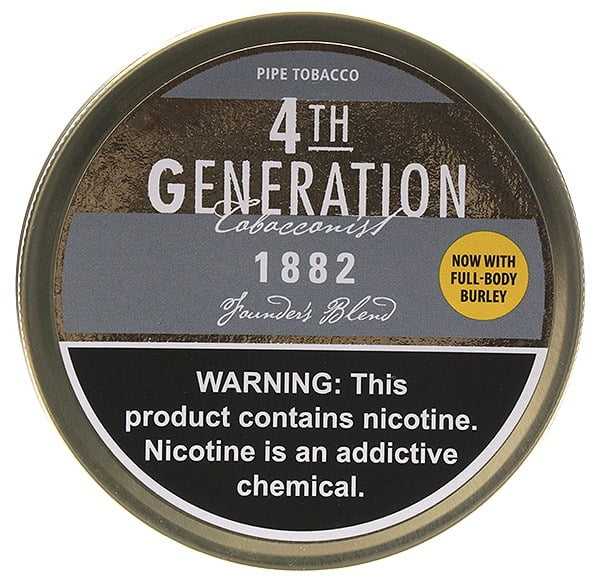 PIPE TOBACCO
4TH
GENERATION
Tobacconist
1882
Founder's Blend
NOW WITH
FULL-BODY
BURLEY
WARNING: This
product contains nicotine.
Nicotine is an addictive
chemical.